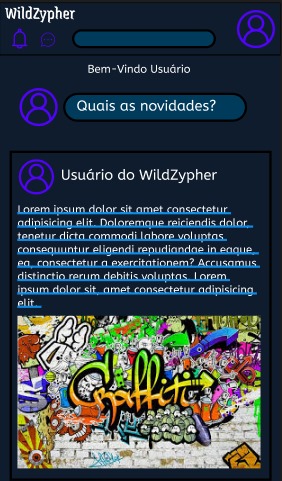 WildZypher
Bem-Vindo Usuário
Quais as novidades?
Usuário do WildZypher
Lorem ipsum dolor sit amet consectetur
adipisicing elit. Doloremque reiciendis dolor,
tenetur dicta commodi labore voluptas
consequuntur eligendi repudiandae in eaque,
ea, consectetur a exercitationem? Accusamus
distinctio rerum debitis voluptas. Lorem
ipsum dolor sit, amet consectetur adipisicing
elit.
Graffiti